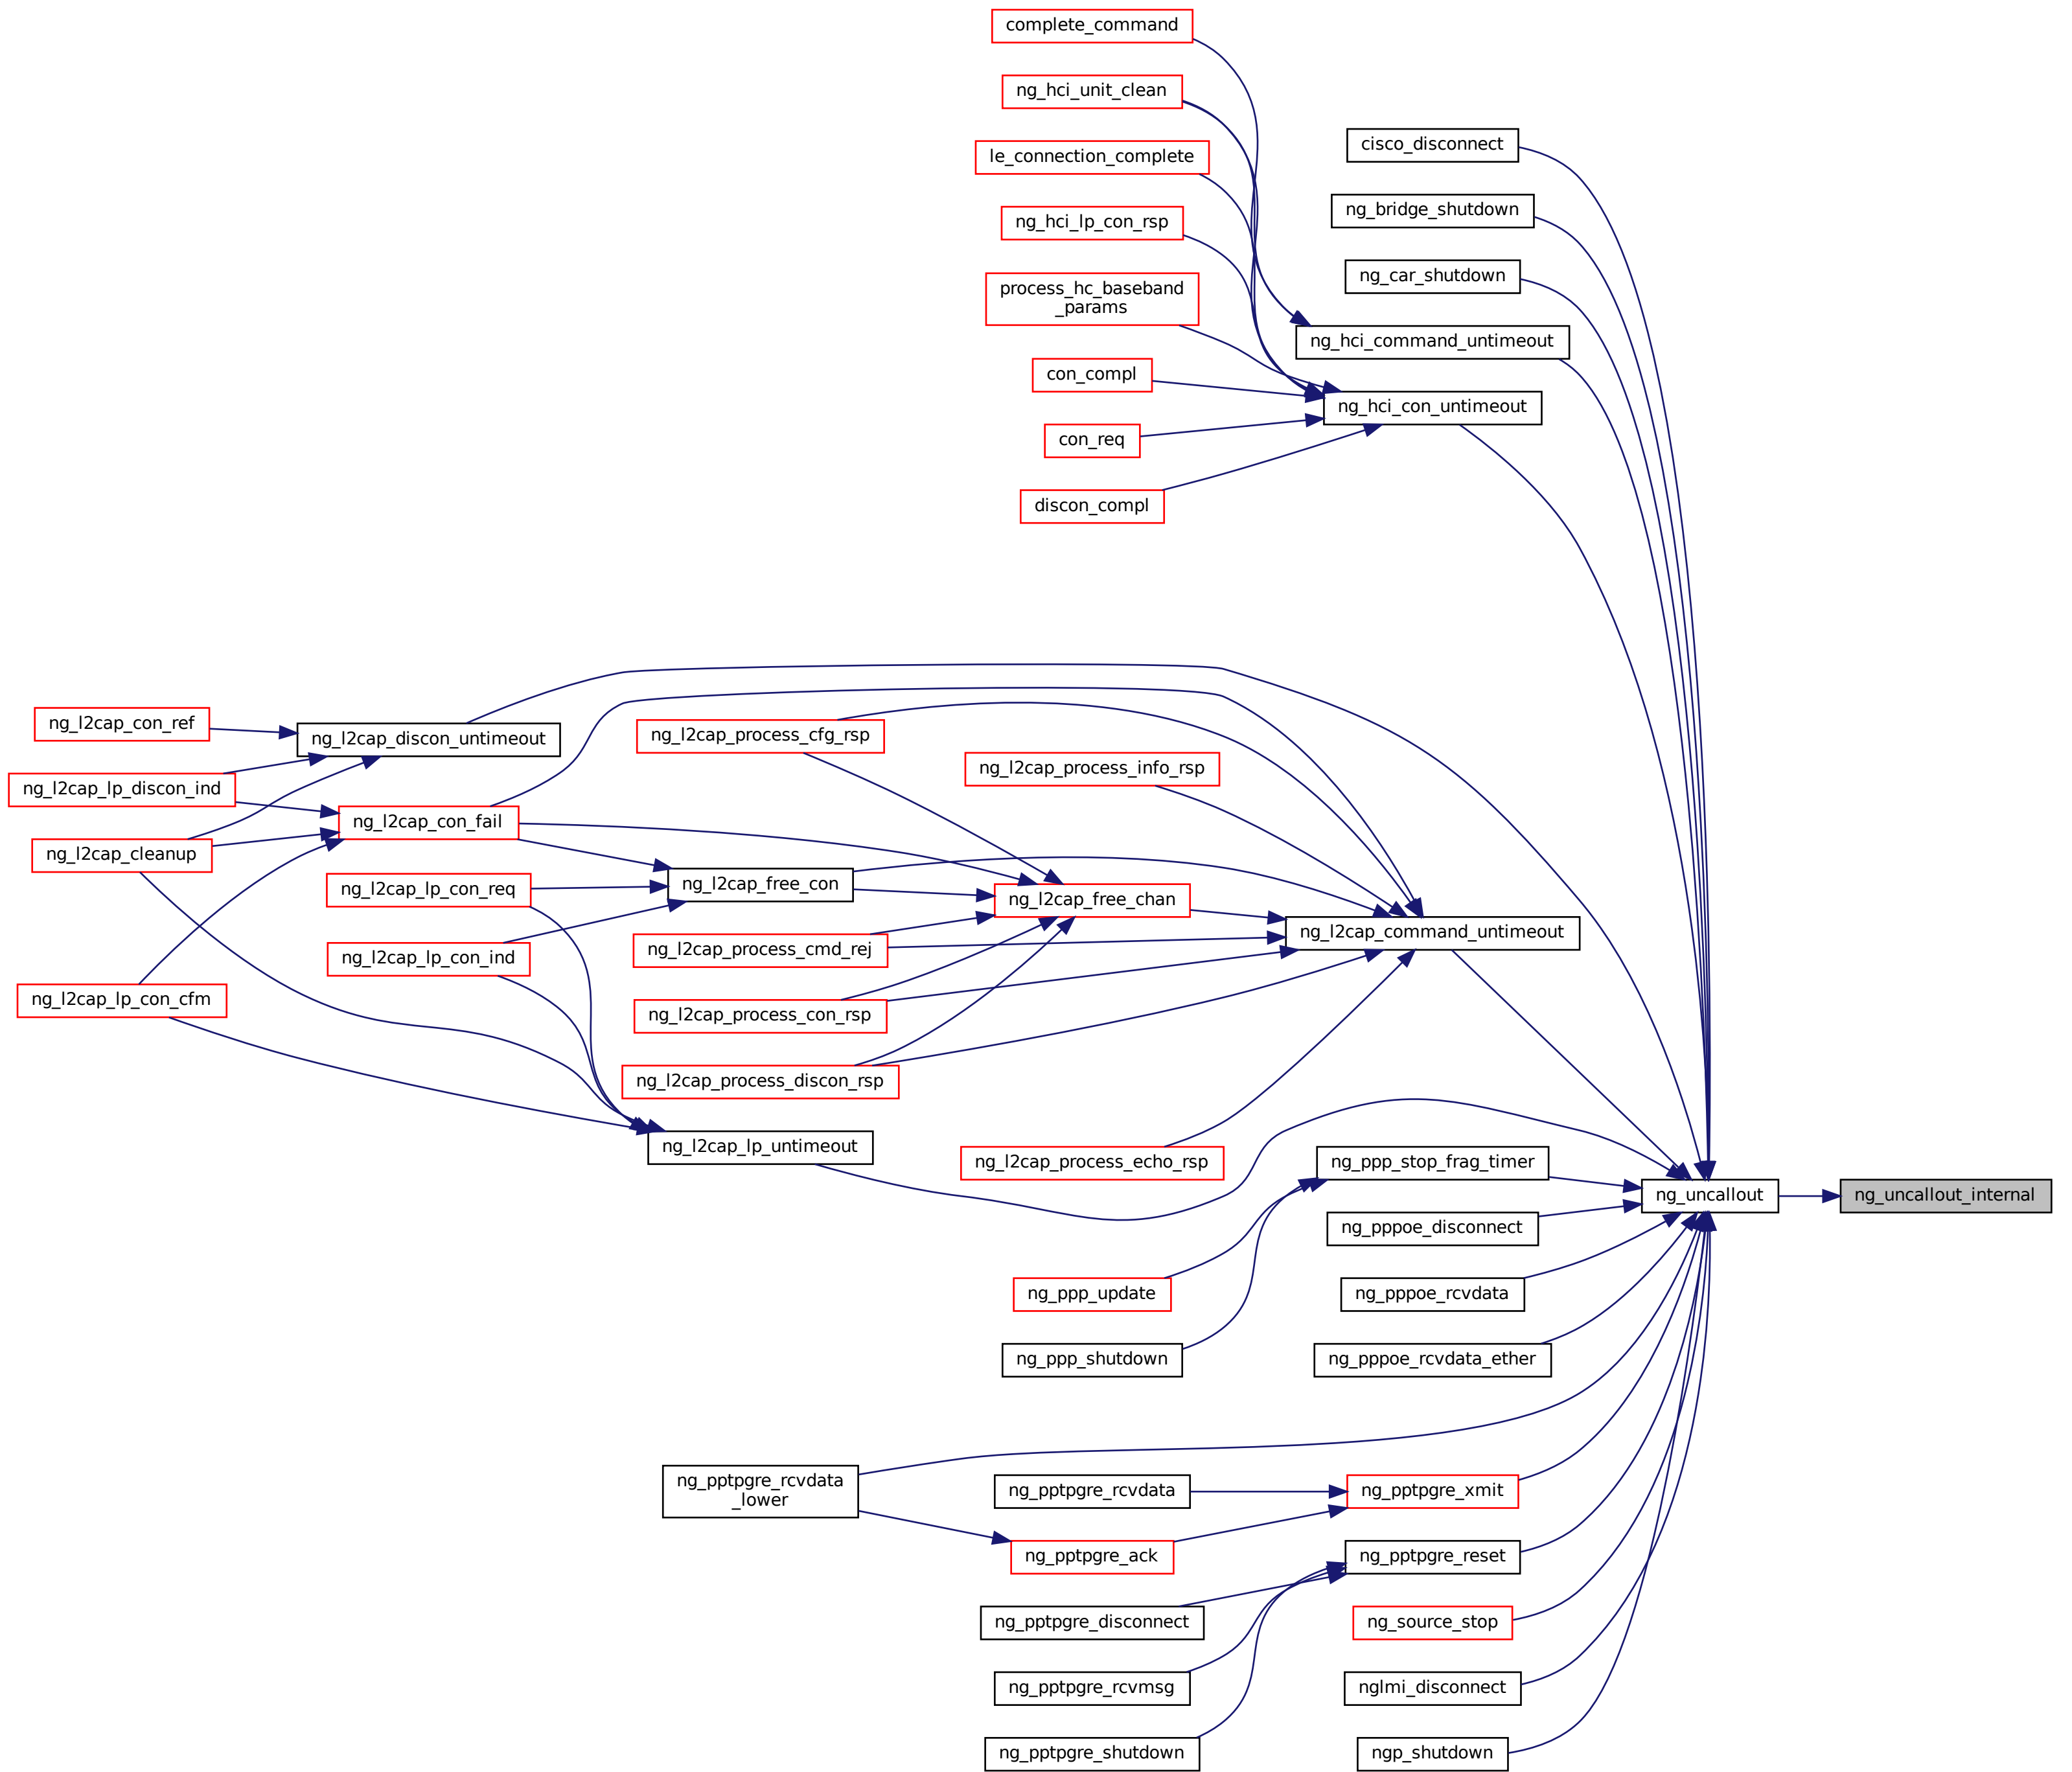 complete_command
ng_hci_unit_clean
cisco_disconnect
le_connection_complete
ng_bridge_shutdown
ng_hci_lp_con_rsp
ng_car_shutdown
process_hc_baseband
_params
ng_hci_command_untimeout
con_compl
ng_hci_con_untimeout
con_req
discon_compl
ng_l2cap_con_ref
ng_l2cap_discon_untimeout
ng_l2cap_process_cfg_rsp
ng_l2cap_process_info_rsp
ng_l2cap_lp_discon_ind
ng_l2cap_con_fail
ng_l2cap_cleanup
ng_l2cap_lp_con_req
ng_l2cap_free_con
ng_l2cap_free_chan
ng_l2cap_command_untimeout
ng_l2cap_process_cmd_rej
ng_l2cap_lp_con_ind
ng_l2cap_lp_con_cfm
ng_l2cap_process_con_rsp
ng_l2cap_process_discon_rsp
ng_l2cap_lp_untimeout
ng_l2cap_process_echo_rsp
ng_ppp_stop_frag_timer
ng_uncallout
ng_uncallout_internal
ng_pppoe_disconnect
ng_ppp_update
ng_pppoe_rcvdata
ng_ppp_shutdown
ng_pppoe_rcvdata_ether
ng_pptpgre_rcvdata
_lower
ng_pptpgre_rcvdata
ng_pptpgre_xmit
ng_pptpgre_ack
ng_pptpgre_reset
ng_pptpgre_disconnect
ng_source_stop
ng_pptpgre_rcvmsg
nglmi_disconnect
ng_pptpgre_shutdown
ngp_shutdown